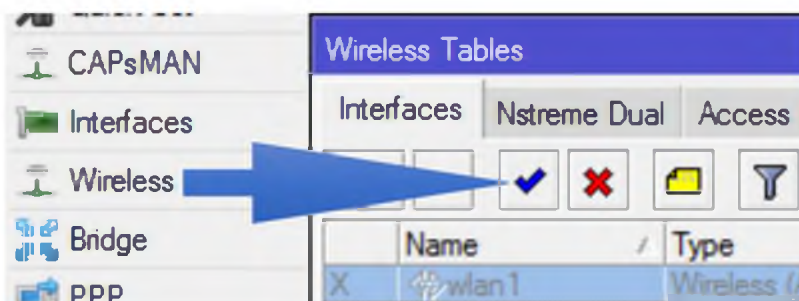 CAPsMAN
Interfaces
Wireless
Bridge
PPP
Wireless Tables
Interfaces Nstreme Dual Access
Name / Type
X wlan1 Wireless (